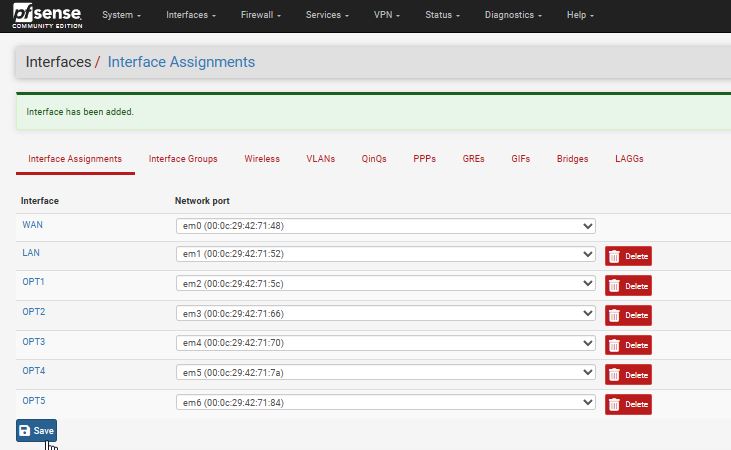 pfsense
COMMUNITY EDITION
System Interfaces Firewall Services VPN Status Diagnostics Help
Interfaces / Interface Assignments
Interface has been added.
Interface Assignments Interface Groups Wireless VLANs QinQs PPPs GREs GIFs Bridges LAGGs
Interface Network port
WAN em0 (00:0c:29:42:71:48)
LAN em1 (00:0c:29:42:71:52) Delete
OPT1 em2 (00:0c:29:42:71:5c) Delete
OPT2 em3 (00:0c:29:42:71:66) Delete
OPT3 em4 (00:0c:29:42:71:70) Delete
OPT4 em5 (00:0c:29:42:71:7a) Delete
OPT5 em6 (00:0c:29:42:71:84) Delete
Save